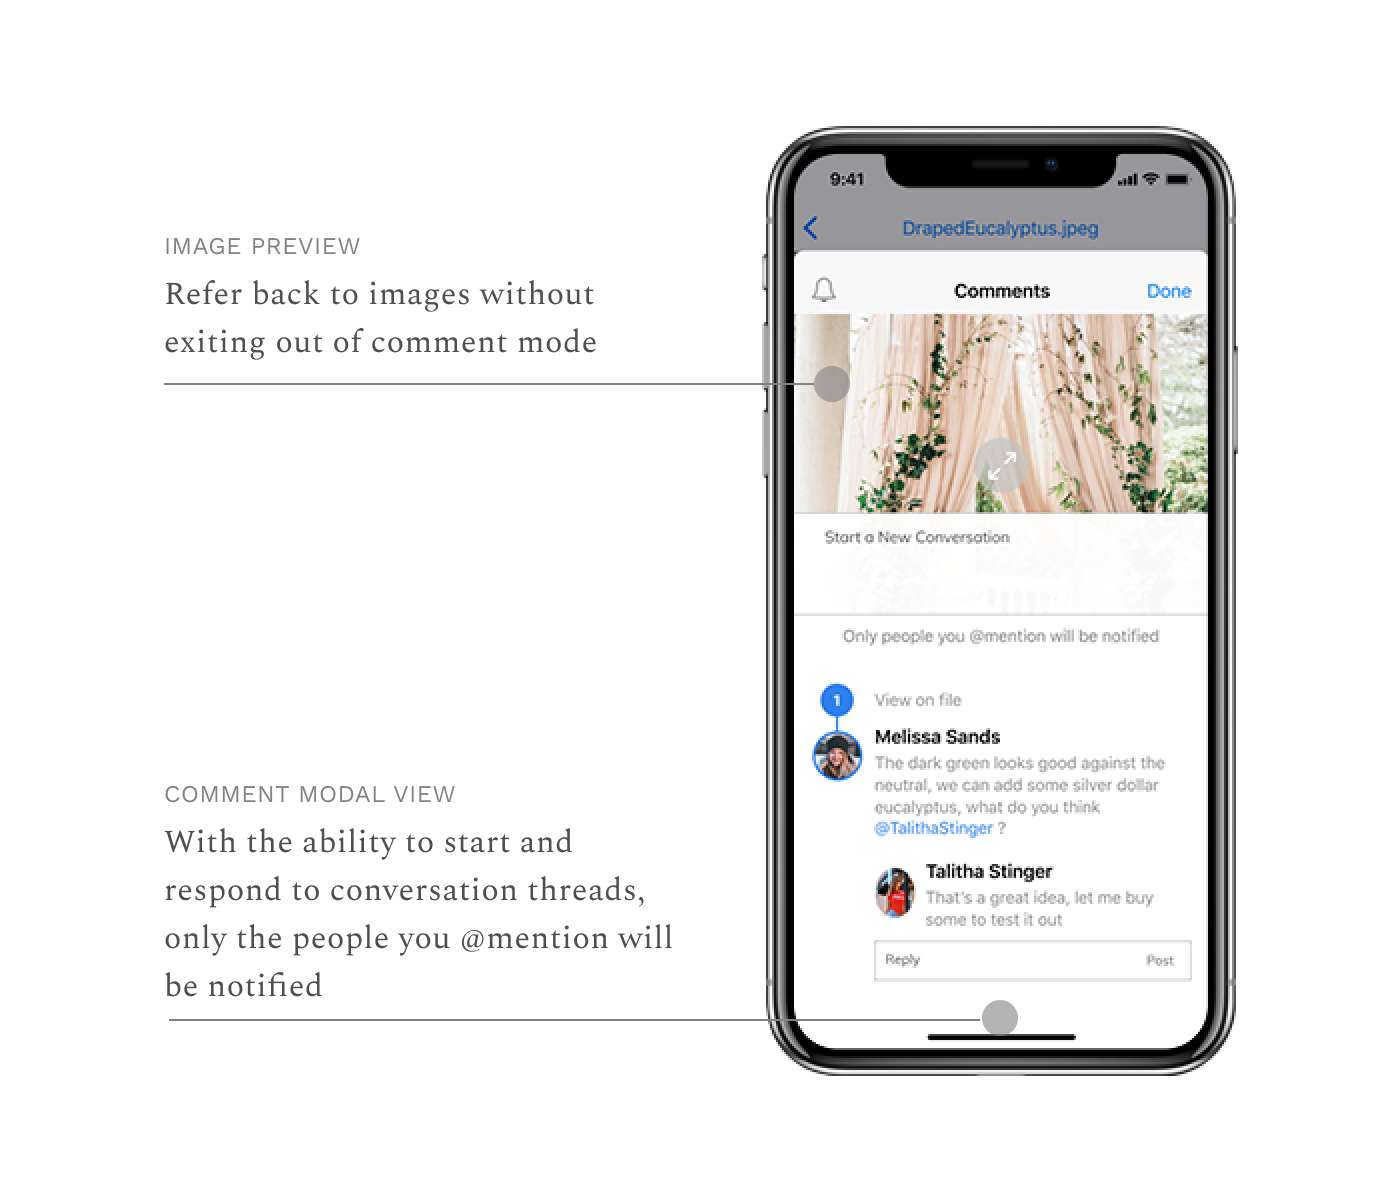 IMAGE PREVIEW
Refer back to images without
exiting out of comment mode
COMMENT MODAL VIEW
With the ability to start and
respond to conversation threads,
only the people you @mention will
be notified
9:41
DrapedEucalyptus.jpeg
Comments
Done
Start a New Conversation
Only people you @mention will be notified
1
View on file
Melissa Sands
The dark green looks good against the
neutral, we can add some silver dollar
eucalyptus, what do you think
@TalithaStinger ?
Talitha Stinger
That's a great idea, let me buy
some to test it out
Reply
Post